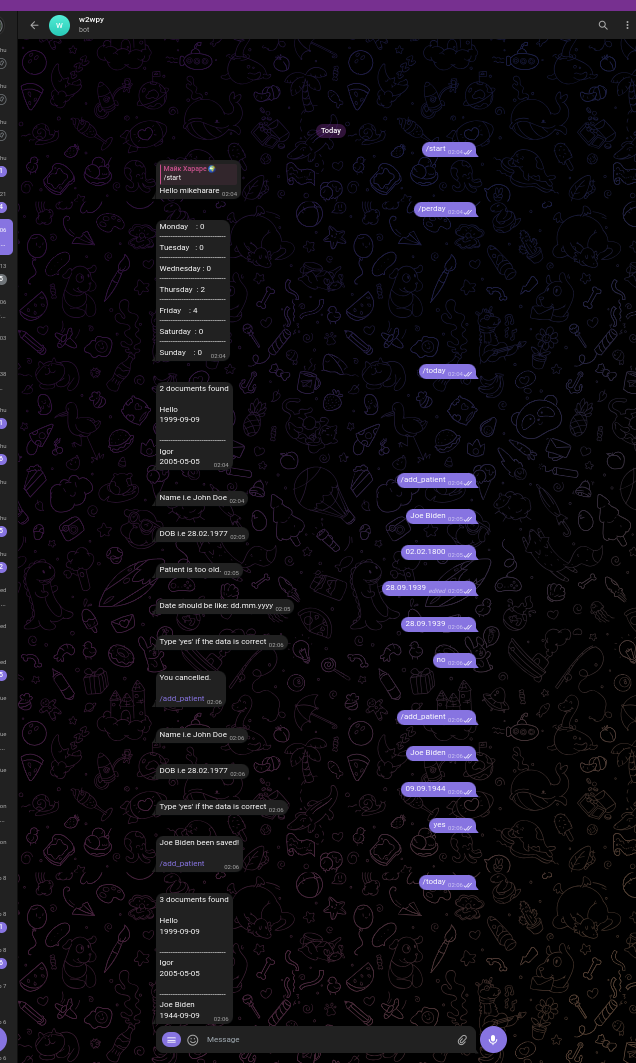 w2wpy
bot
Today
/start 02:04
Майк Хараре
/start
Hello mikeharare 02:04
/perday 02:04
Monday : 0
--------------------------------
Tuesday : 0
--------------------------------
Wednesday : 0
--------------------------------
Thursday : 2
--------------------------------
Friday : 4
--------------------------------
Saturday : 0
--------------------------------
Sunday : 0 02:04
/today 02:04
2 documents found
Hello
1999-09-09
--------------------------------
Igor
2005-05-05 02:04
/add_patient 02:04
Name i.e John Doe 02:04
Joe Biden 02:05
DOB i.e 28.02.1977 02:05
02.02.1800 02:05
Patient is too old. 02:05
28.09.1939 edited 02:05
Date should be like: dd.mm.yyyy 02:05
28.09.1939 02:06
Type 'yes' if the data is correct 02:06
no 02:06
You cancelled.
/add_patient 02:06
/add_patient 02:06
Name i.e John Doe 02:06
Joe Biden 02:06
DOB i.e 28.02.1977 02:06
09.09.1944 02:06
Type 'yes' if the data is correct 02:06
yes 02:06
Joe Biden been saved!
/add_patient 02:06
/today 02:06
3 documents found
Hello
1999-09-09
--------------------------------
Igor
2005-05-05
--------------------------------
Joe Biden
1944-09-09 02:06
Message